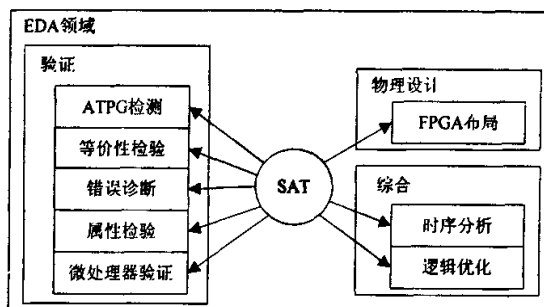 EDA领域
验证
ATPG检测
等价性检验
错误诊断
属性检验
微处理器验证
SAT
物理设计
FPGA布局
综合
时序分析
逻辑优化